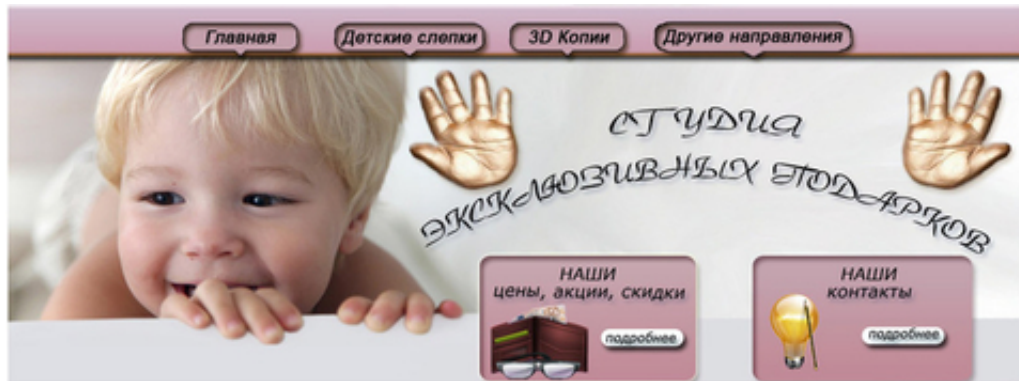 Главная
Детские слепки
3D Копии
Другие направления
СТУДИЯ
ЭКСКЛЮЗИВНЫХ ПОДАРКОВ
НАШИ
цены, акции, скидки
подробнее
НАШИ
контакты
подробнее